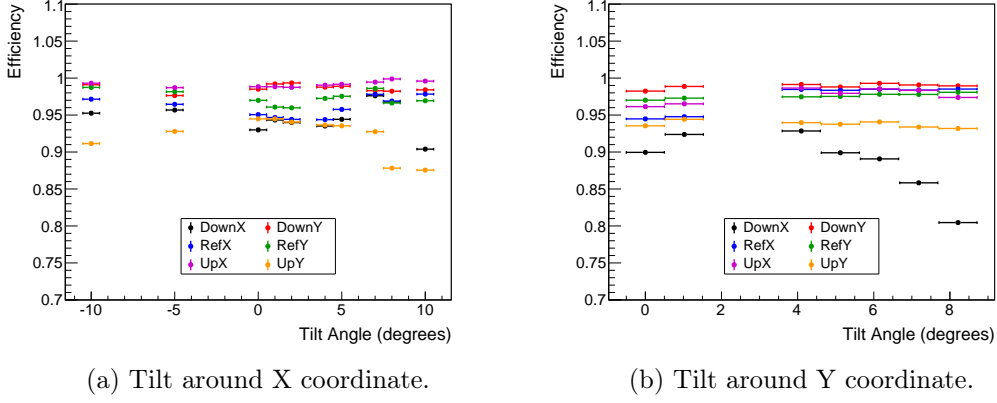 Efficiency
1.1
1.05
1
0.95
0.9
0.85
0.8
0.75
0.7
DownX DownY
RefX RefY
UpX UpY
-10 -5 0 5 10
Tilt Angle (degrees)
(a) Tilt around X coordinate.
Efficiency
1.1
1.05
1
0.95
0.9
0.85
0.8
0.75
0.7
DownX DownY
RefX RefY
UpX UpY
0 2 4 6 8
Tilt Angle (degrees)
(b) Tilt around Y coordinate.